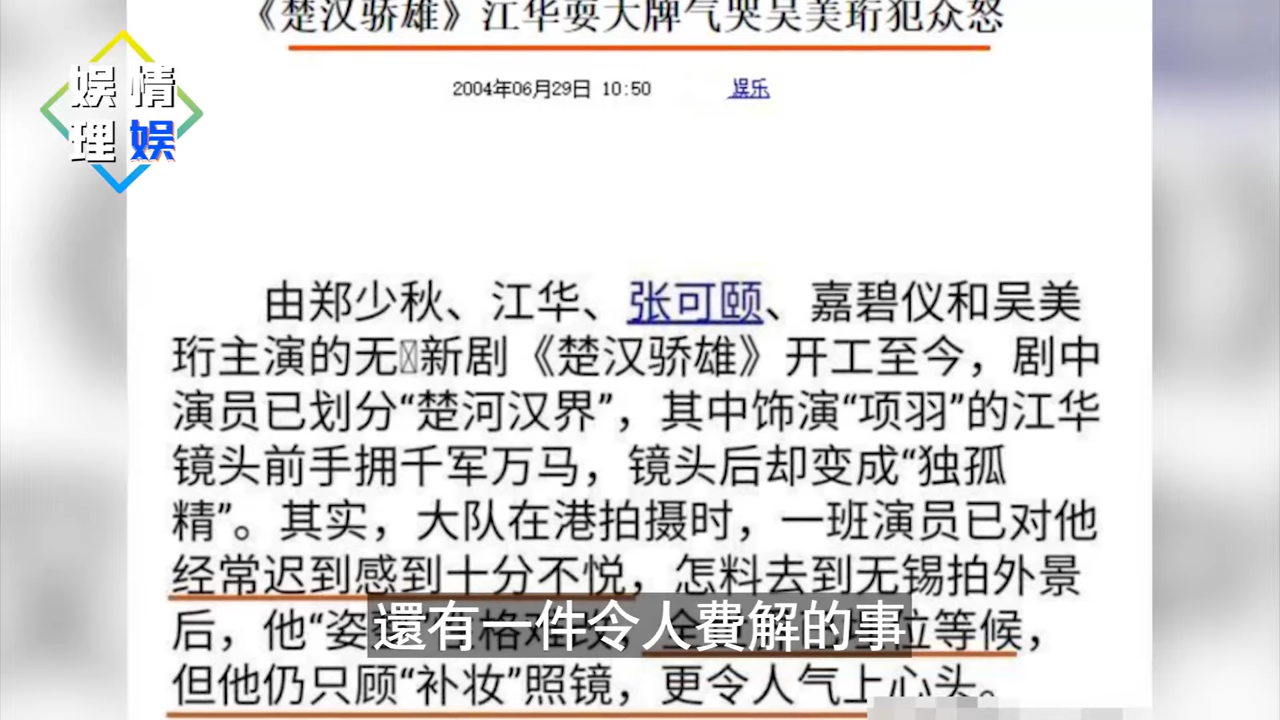 《楚汉骄雄》江华耍大牌气哭吴美珩犯众怒
2004年06月29日 10:50 娱乐
娱情
理娱
由郑少秋、江华、张可颐、嘉碧仪和吴美
珩主演的无新剧《楚汉骄雄》开工至今，剧中
演员已划分“楚河汉界”，其中饰演“项羽”的江华
镜头前手拥千军万马，镜头后却变成“独孤
精”。其实，大队在港拍摄时，一班演员已对他
经常迟到感到十分不悦，怎料去到无锡拍外景
后，他“姿 格难改 位等候，
還有一件令人費解的事
但他仍只顾“补妆”照镜，更令人气上心头。